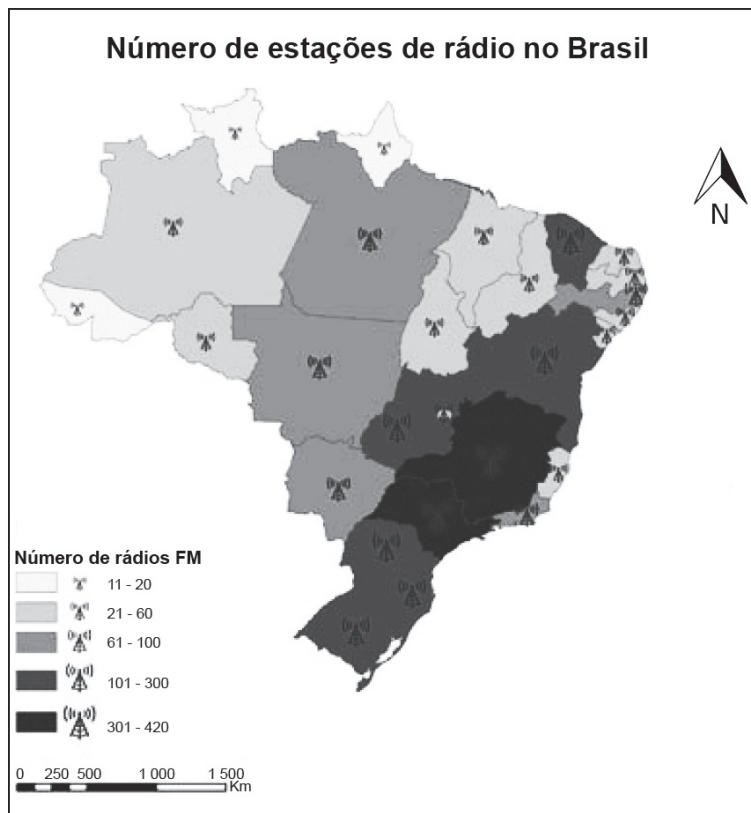 Número de estações de rádio no Brasil
N
Número de rádios FM
11 - 20
21 - 60
61 - 100
101 - 300
301 - 420
0 250 500 1 000 1 500
Km